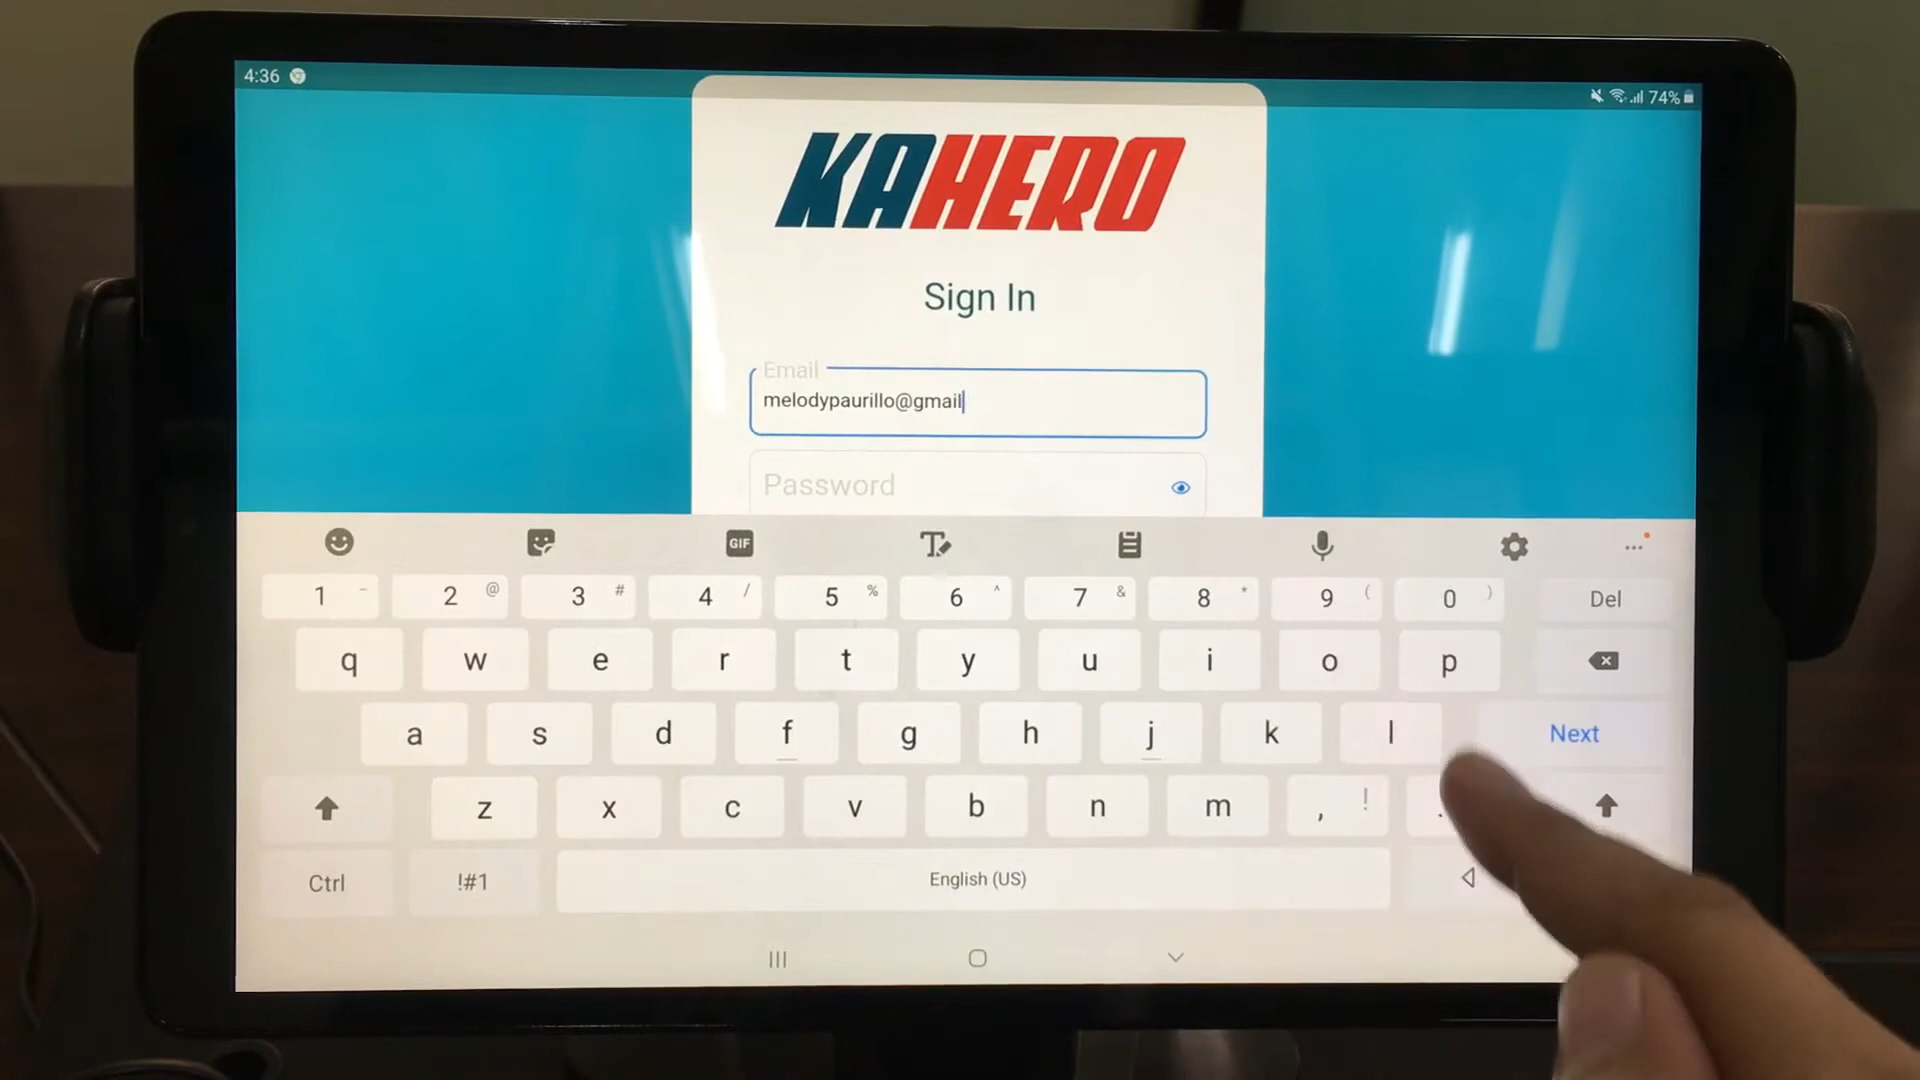 4:36
74%
KAHERO
Sign In
Email
melodypaurillo@gmail
Password
GIF
1 - 2 @ 3 # 4 / 5 % 6 ^ 7 & 8 * 9 ( 0 ) Del
q w e r t y u i o p
a s d f g h j k l Next
z x c v b n m , ! .
Ctrl !#1 English (US)